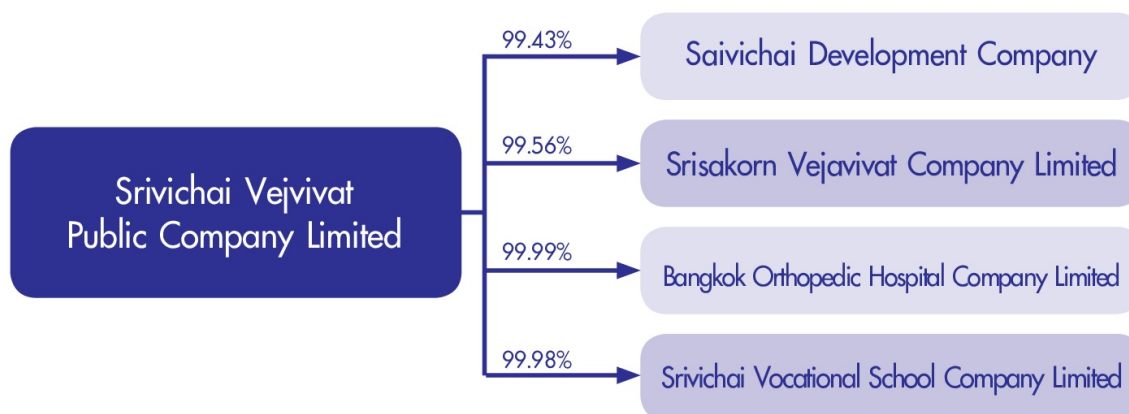 99.43%
Saivichai Development Company
99.56%
Srisakorn Vejavivat Company Limited
Srivichai Vejvivat
Public Company Limited
99.99%
Bangkok Orthopedic Hospital Company Limited
99.98%
Srivichai Vocational School Company Limited